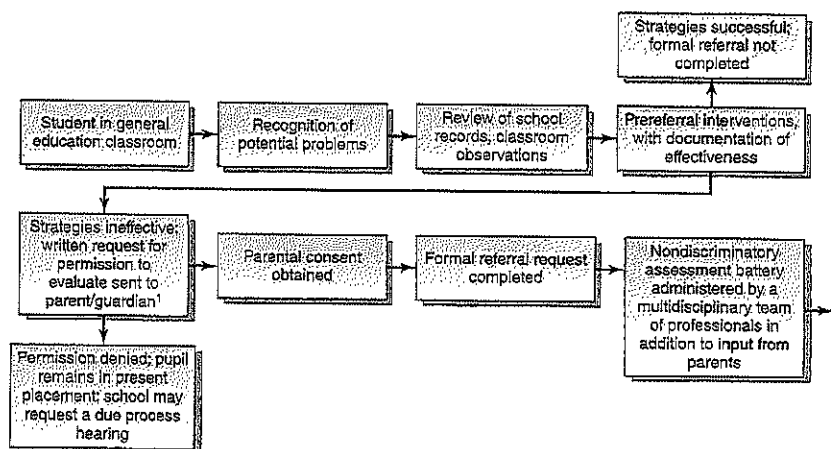 Strategies successful;
formal referral not
completed
Student in general
education classroom
Recognition of
potential problems
Review of school
records, classroom
observations
Prereferral interventions,
with documentation of
effectiveness
Strategies ineffective;
written request for
permission to
evaluate sent to
parent/guardian¹
Parental consent
obtained
Formal referral request
completed
Nondiscriminatory
assessment battery
administered by a
multidisciplinary team
of professionals in
addition to input from
parents
Permission denied; pupil
remains in present
placement; school may
request a due process
hearing